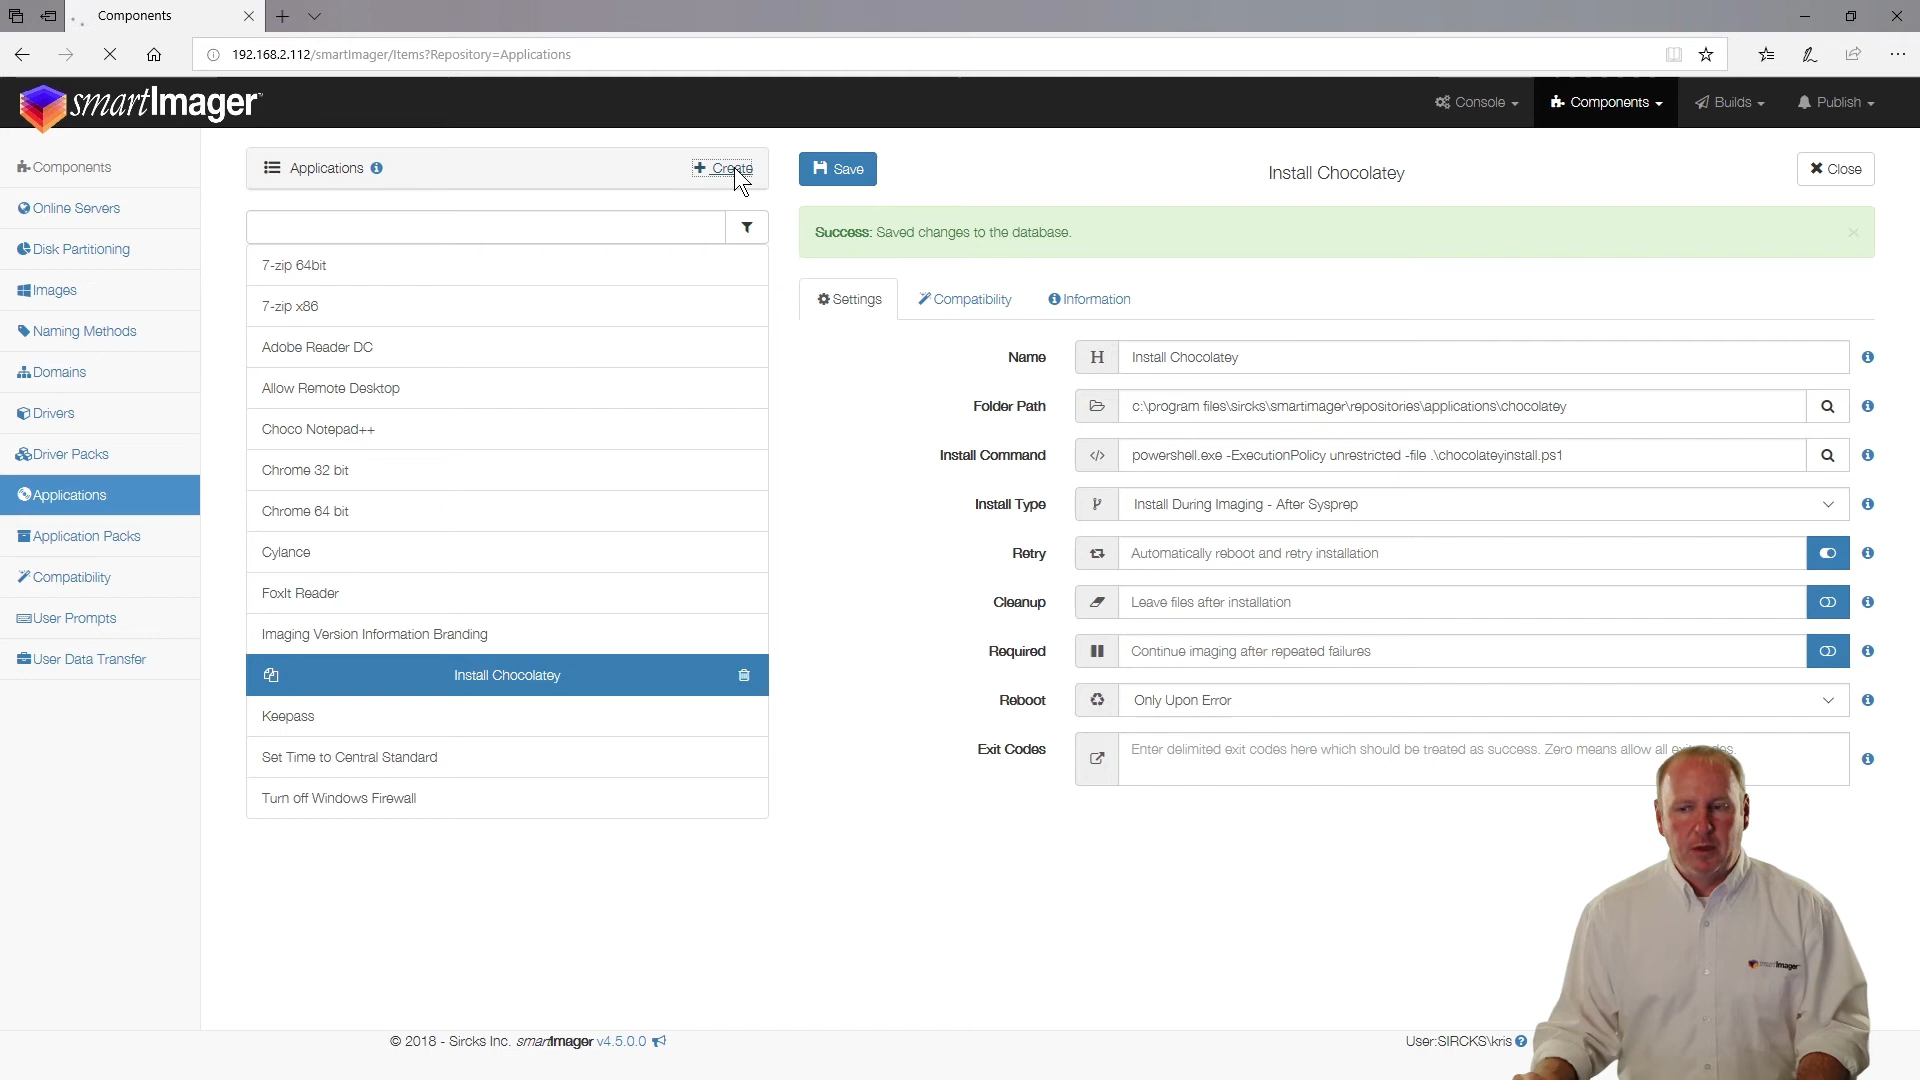 Components
192.168.2.112/smartImager/Items?Repository=Applications
smartImager
Console
Components
Builds
Publish
Components
Online Servers
Disk Partitioning
Images
Naming Methods
Domains
Drivers
Driver Packs
Applications
Application Packs
Compatibility
User Prompts
User Data Transfer
Applications
Create
7-zip 64bit
7-zip x86
Adobe Reader DC
Allow Remote Desktop
Choco Notepad++
Chrome 32 bit
Chrome 64 bit
Cylance
FoxIt Reader
Imaging Version Information Branding
Install Chocolatey
Keepass
Set Time to Central Standard
Turn off Windows Firewall
Save
Install Chocolatey
Close
Success: Saved changes to the database.
Settings
Compatibility
Information
Name
H
Install Chocolatey
Folder Path
c:\program files\sircks\smartimager\repositories\applications\chocolatey
Install Command
powershell.exe -ExecutionPolicy unrestricted -file .\chocolateyinstall.ps1
Install Type
Install During Imaging - After Sysprep
Retry
Automatically reboot and retry installation
Cleanup
Leave files after installation
Required
Continue imaging after repeated failures
Reboot
Only Upon Error
Exit Codes
Enter delimited exit codes here which should be treated as success. Zero means allow all exit codes.
smartImager
© 2018 - Sircks Inc. smartImager v4.5.0.0
User:SIRCKS\kris